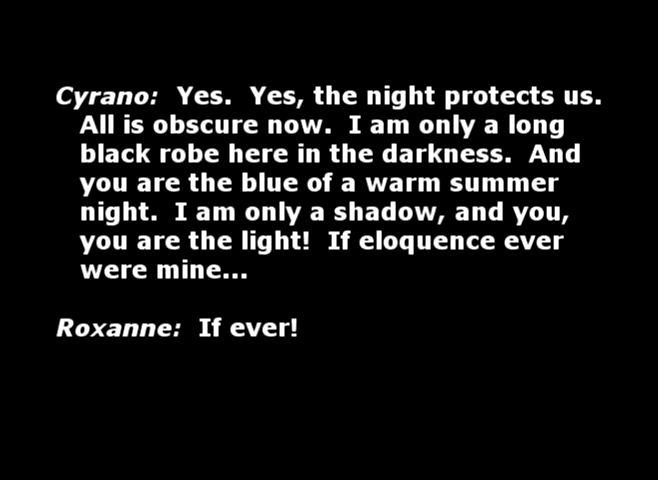 Cyrano: Yes. Yes, the night protects us.
All is obscure now. I am only a long
black robe here in the darkness. And
you are the blue of a warm summer
night. I am only a shadow, and you,
you are the light! If eloquence ever
were mine...
Roxanne: If ever!